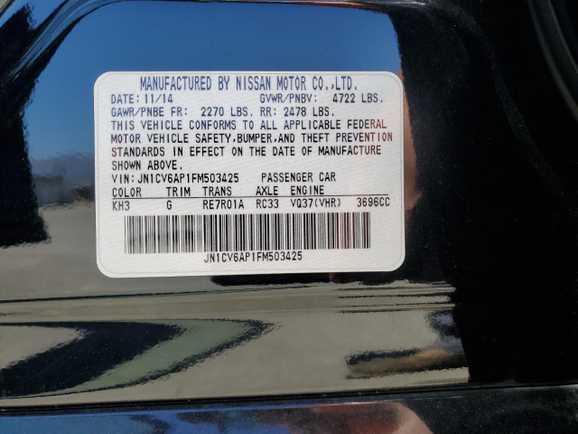 MANUFACTURED BY NISSAN MOTOR CO.,LTD.
DATE: 11/14 GVWR/PNBV: 4722 LBS.
GAWR/PNBE FR: 2270 LBS. RR: 2478 LBS.
THIS VEHICLE CONFORMS TO ALL APPLICABLE FEDERAL
MOTOR VEHICLE SAFETY,BUMPER,AND THEFT PREVENTION
STANDARDS IN EFFECT ON THE DATE OF MANUFACTURE
SHOWN ABOVE.
VIN: JN1CV6AP1FM503425 PASSENGER CAR
COLOR TRIM TRANS AXLE ENGINE
KH3 G RE7R01A RC33 VQ37(VHR) 3696CC
JN1CV6AP1FM503425